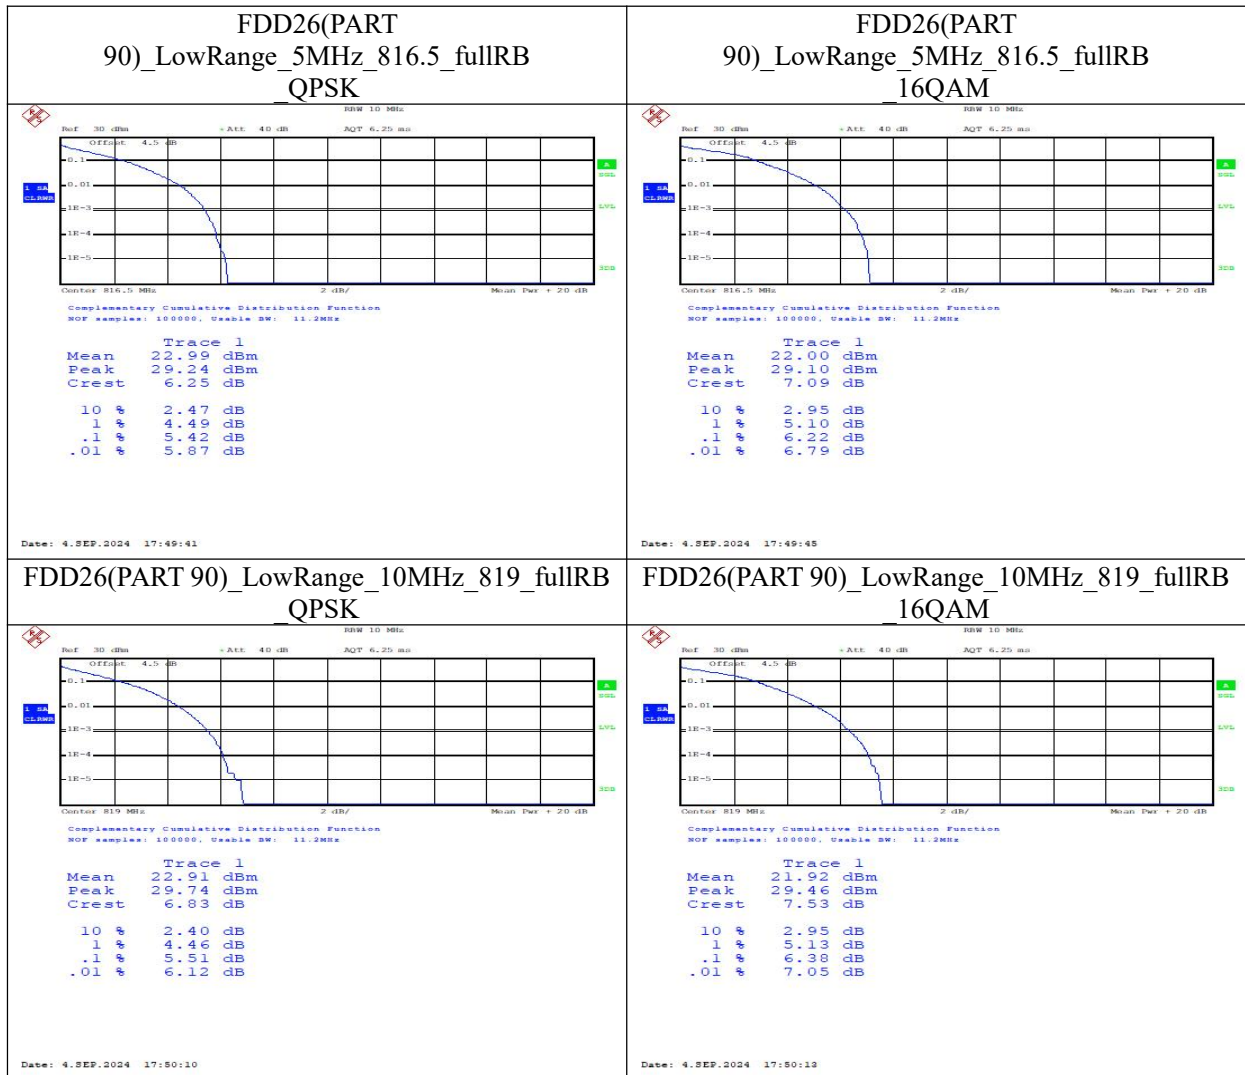 FDD26(PART
90)_LowRange_5MHz_816.5_fullRB
_QPSK
RBW 10 MHz
Ref 30 dBm
*Att 40 dB
AQT 6.25 ms
Offset 4.5 dB
0.1
0.01
1E-3
1E-4
1E-5
1 SA
CLRWR
A
SGL
LVL
3DB
Center 816.5 MHz
2 dB/
Mean Pwr + 20 dB
Complementary Cumulative Distribution Function
NOF samples: 100000, Usable BW: 11.2MHz
Trace 1
Mean 22.99 dBm
Peak 29.24 dBm
Crest 6.25 dB
10 % 2.47 dB
1 % 4.49 dB
.1 % 5.42 dB
.01 % 5.87 dB
Date: 4.SEP.2024 17:49:41
FDD26(PART
90)_LowRange_5MHz_816.5_fullRB
_16QAM
RBW 10 MHz
Ref 30 dBm
*Att 40 dB
AQT 6.25 ms
Offset 4.5 dB
0.1
0.01
1E-3
1E-4
1E-5
1 SA
CLRWR
A
SGL
LVL
3DB
Center 816.5 MHz
2 dB/
Mean Pwr + 20 dB
Complementary Cumulative Distribution Function
NOF samples: 100000, Usable BW: 11.2MHz
Trace 1
Mean 22.00 dBm
Peak 29.10 dBm
Crest 7.09 dB
10 % 2.95 dB
1 % 5.10 dB
.1 % 6.22 dB
.01 % 6.79 dB
Date: 4.SEP.2024 17:49:45
FDD26(PART 90)_LowRange_10MHz_819_fullRB
_QPSK
RBW 10 MHz
Ref 30 dBm
*Att 40 dB
AQT 6.25 ms
Offset 4.5 dB
0.1
0.01
1E-3
1E-4
1E-5
1 SA
CLRWR
A
SGL
LVL
3DB
Center 819 MHz
2 dB/
Mean Pwr + 20 dB
Complementary Cumulative Distribution Function
NOF samples: 100000, Usable BW: 11.2MHz
Trace 1
Mean 22.91 dBm
Peak 29.74 dBm
Crest 6.83 dB
10 % 2.40 dB
1 % 4.46 dB
.1 % 5.51 dB
.01 % 6.12 dB
Date: 4.SEP.2024 17:50:10
FDD26(PART 90)_LowRange_10MHz_819_fullRB
_16QAM
RBW 10 MHz
Ref 30 dBm
*Att 40 dB
AQT 6.25 ms
Offset 4.5 dB
0.1
0.01
1E-3
1E-4
1E-5
1 SA
CLRWR
A
SGL
LVL
3DB
Center 819 MHz
2 dB/
Mean Pwr + 20 dB
Complementary Cumulative Distribution Function
NOF samples: 100000, Usable BW: 11.2MHz
Trace 1
Mean 21.92 dBm
Peak 29.46 dBm
Crest 7.53 dB
10 % 2.95 dB
1 % 5.13 dB
.1 % 6.38 dB
.01 % 7.05 dB
Date: 4.SEP.2024 17:50:13